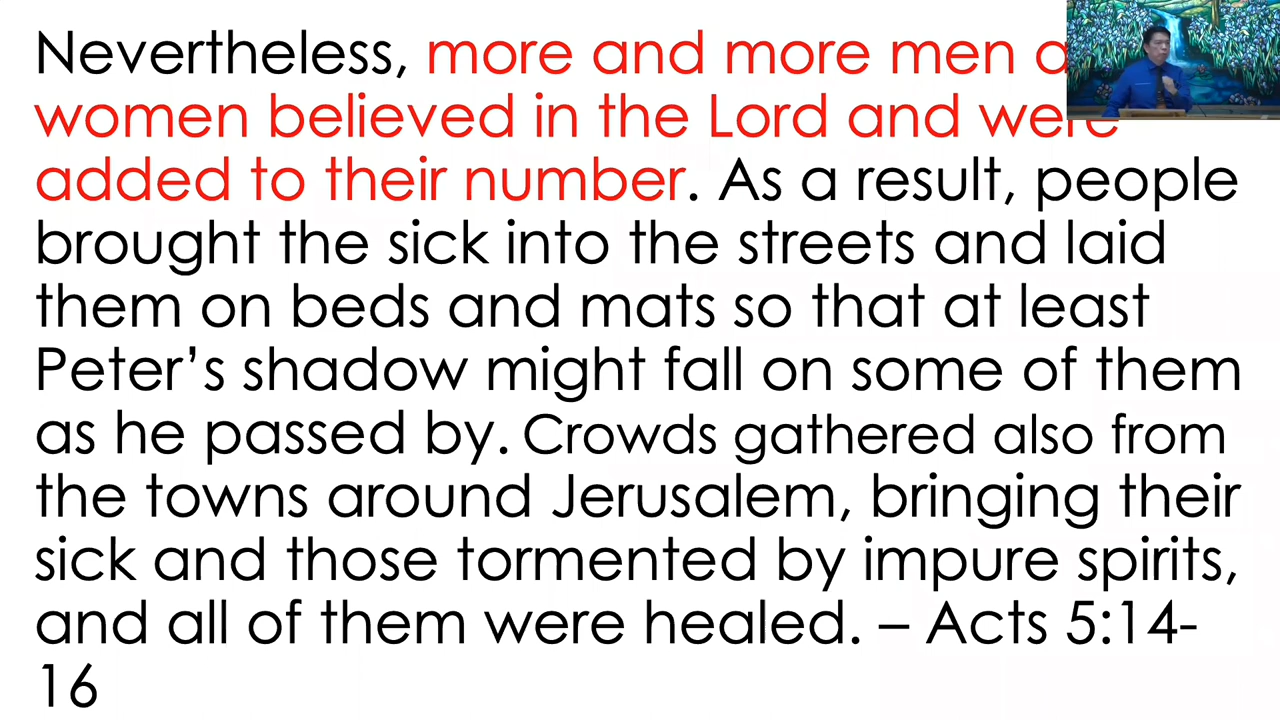 Nevertheless, more and more men
women believed in the Lord and were
added to their number. As a result, people
brought the sick into the streets and laid
them on beds and mats so that at least
Peter’s shadow might fall on some of them
as he passed by. Crowds gathered also from
the towns around Jerusalem, bringing their
sick and those tormented by impure spirits,
and all of them were healed. – Acts 5:14-
16